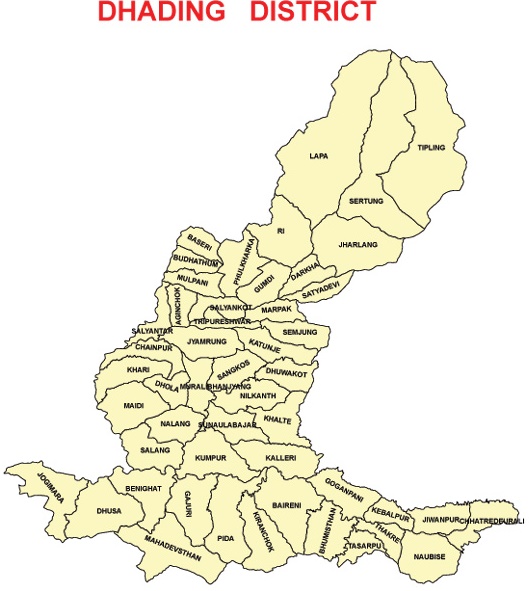 DHADING DISTRICT
LAPA
TIPLING
SERTUNG
RI
JHARLANG
BASERI
BUDHATHUM
PHULKHARKA
MULPANI
GUMDI
DARKHA
SATYADEVI
AGINCHOK
SALYANKOT
MARPAK
TRIPURESHWAR
SALYANTAR
SEMJUNG
CHAINPUR
JYAMRUNG
KATUNJE
KHARI
SANGKOS
DHUWAKOT
DHOLA
MURALIBHANJYANG
NILKANTH
MAIDI
NALANG
SUNAULABAJAR
KHALTE
SALANG
KUMPUR
KALLERI
JOGIMARA
BENIGHAT
GAJURI
GOGANPANI
DHUSA
BAIRENI
KEBALPUR
JIWANPUR
CHHATREDEURALI
PIDA
KIRANCHOK
BHUMISTHAN
THAKRE
TASARPU
MAHADEVSTHAN
NAUBISE